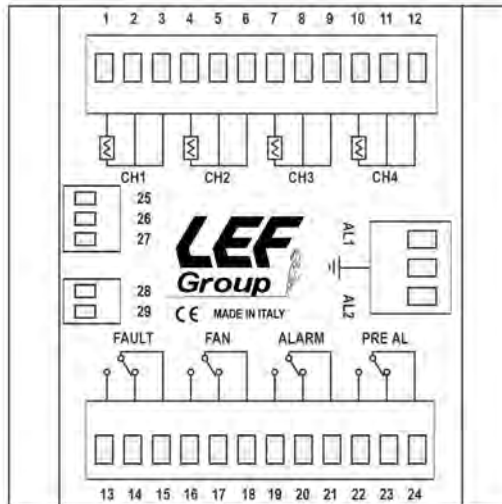 1 2 3 4 5 6 7 8 9 10 11 12
CH1 CH2 CH3 CH4
25
26
27
28
29
LEF
Group
CE MADE IN ITALY
AL1
AL2
FAULT FAN ALARM PRE AL
13 14 15 16 17 18 19 20 21 22 23 24